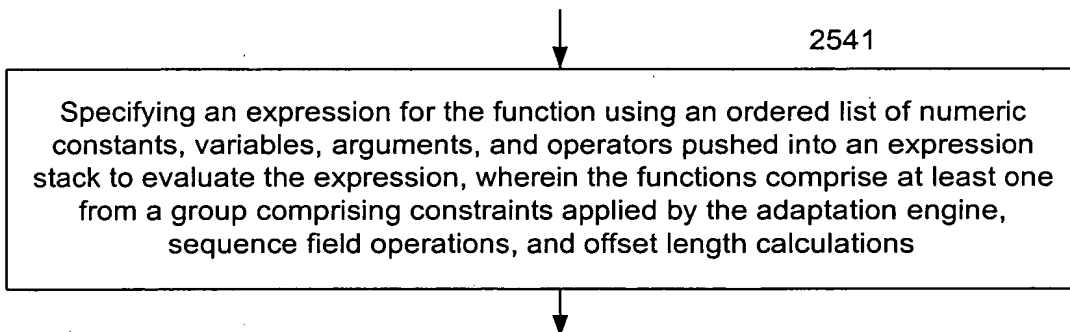 2541
Specifying an expression for the function using an ordered list of numeric
constants, variables, arguments, and operators pushed into an expression
stack to evaluate the expression, wherein the functions comprise at least one
from a group comprising constraints applied by the adaptation engine,
sequence field operations, and offset length calculations